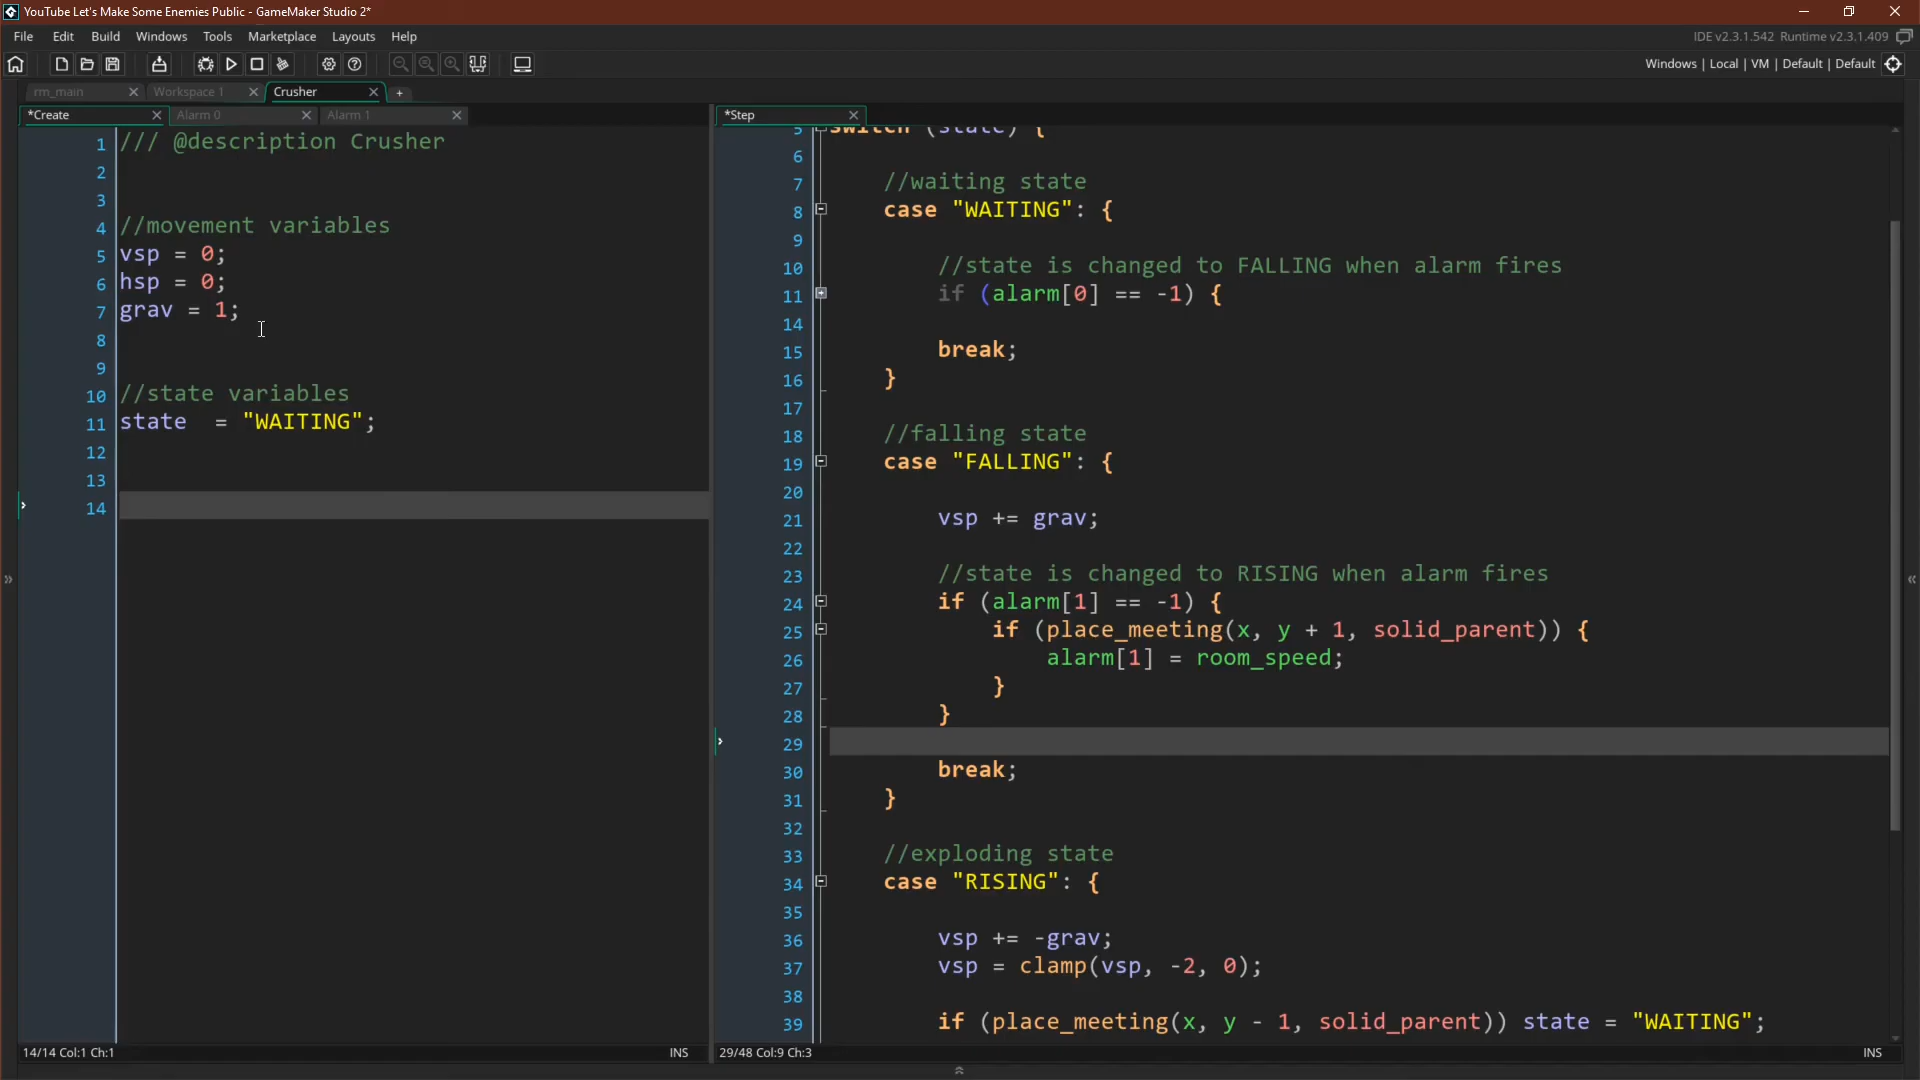 YouTube Let's Make Some Enemies Public - GameMaker Studio 2*
File Edit Build Windows Tools Marketplace Layouts Help
IDE v2.3.1.542 Runtime v2.3.1.409
Windows | Local | VM | Default | Default
rm_main Workspace 1 Crusher +
*Create Alarm 0 Alarm 1
1 /// @description Crusher
2
3
4 //movement variables
5 vsp = 0;
6 hsp = 0;
7 grav = 1;
8
9
10 //state variables
11 state  = "WAITING";
12
13
14
14/14 Col:1 Ch:1 INS
*Step
5 switch (state) {
6
7 //waiting state
8 case "WAITING": {
9
10 //state is changed to FALLING when alarm fires
11 if (alarm[0] == -1) {
14
15 break;
16 }
17
18 //falling state
19 case "FALLING": {
20
21 vsp += grav;
22
23 //state is changed to RISING when alarm fires
24 if (alarm[1] == -1) {
25 if (place_meeting(x, y + 1, solid_parent)) {
26 alarm[1] = room_speed;
27 }
28 }
29
30 break;
31 }
32
33 //exploding state
34 case "RISING": {
35
36 vsp += -grav;
37 vsp = clamp(vsp, -2, 0);
38
39 if (place_meeting(x, y - 1, solid_parent)) state = "WAITING";
29/48 Col:9 Ch:3 INS